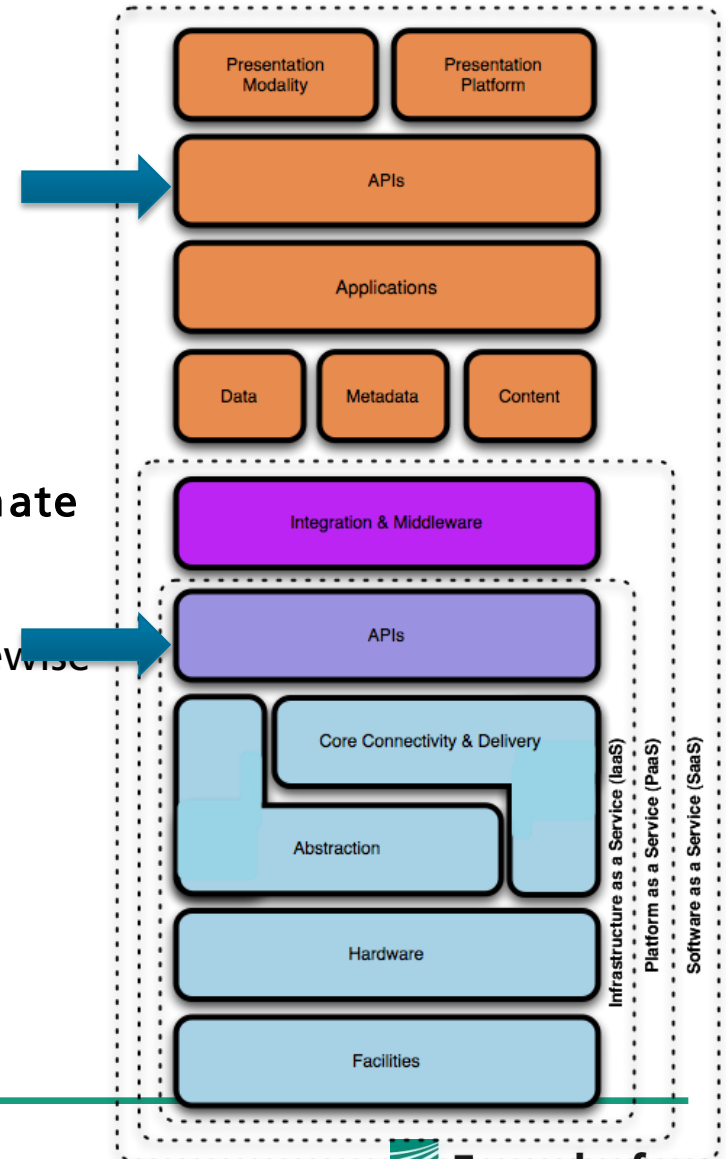 Presentation
Modality
Presentation
Platform
APIs
Applications
Data
Metadata
Content
Integration & Middleware
APIs
Core Connectivity & Delivery
Abstraction
Hardware
Facilities
Infrastructure as a Service (IaaS)
Platform as a Service (PaaS)
Software as a Service (SaaS)